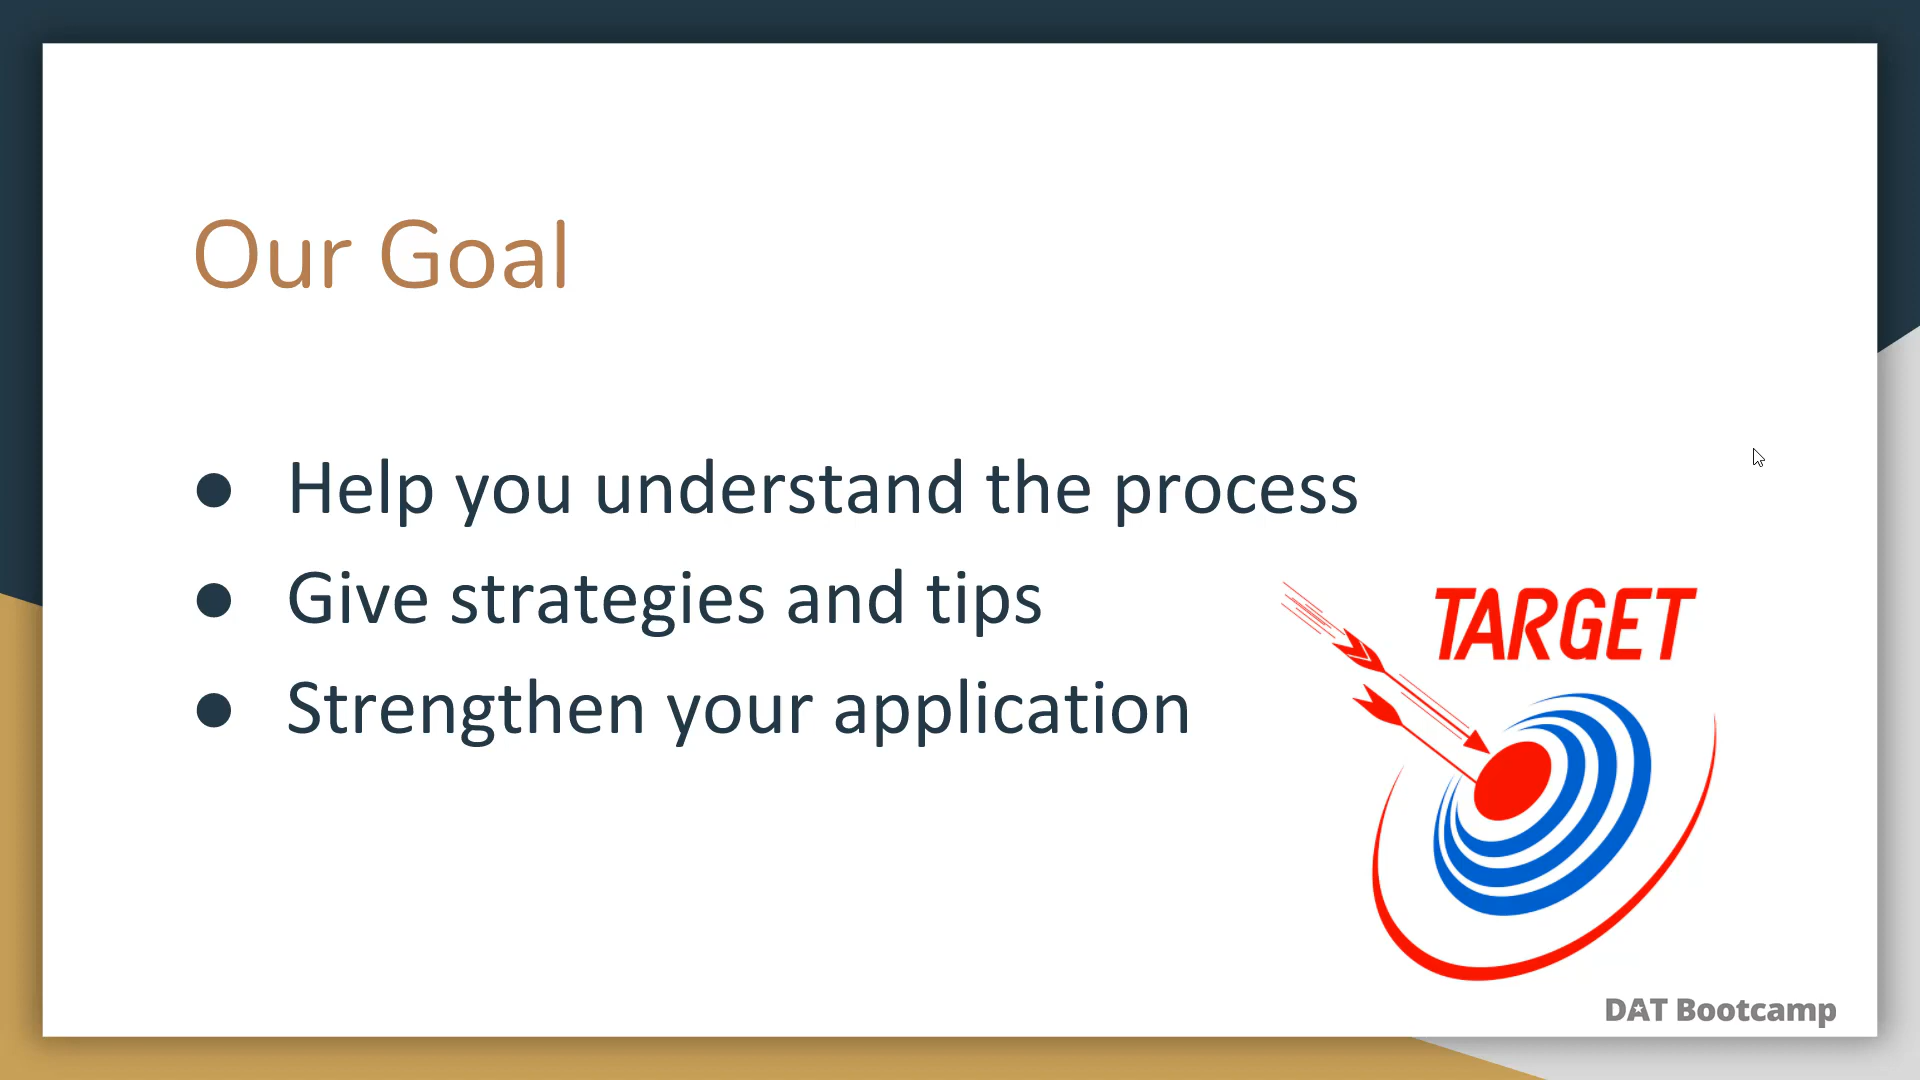 Our Goal
● Help you understand the process
● Give strategies and tips
● Strengthen your application
TARGET
DAT Bootcamp